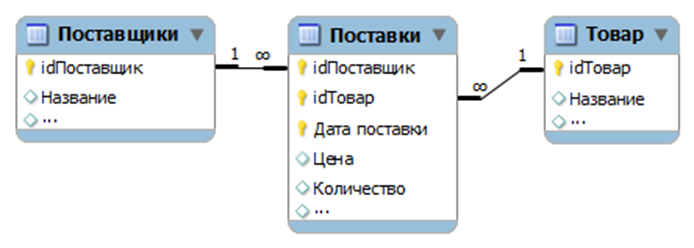 Поставщики
idПоставщик
Название
...
1
∞
Поставки
idПоставщик
idТовар
Дата поставки
Цена
Количество
...
∞
1
Товар
idТовар
Название
...